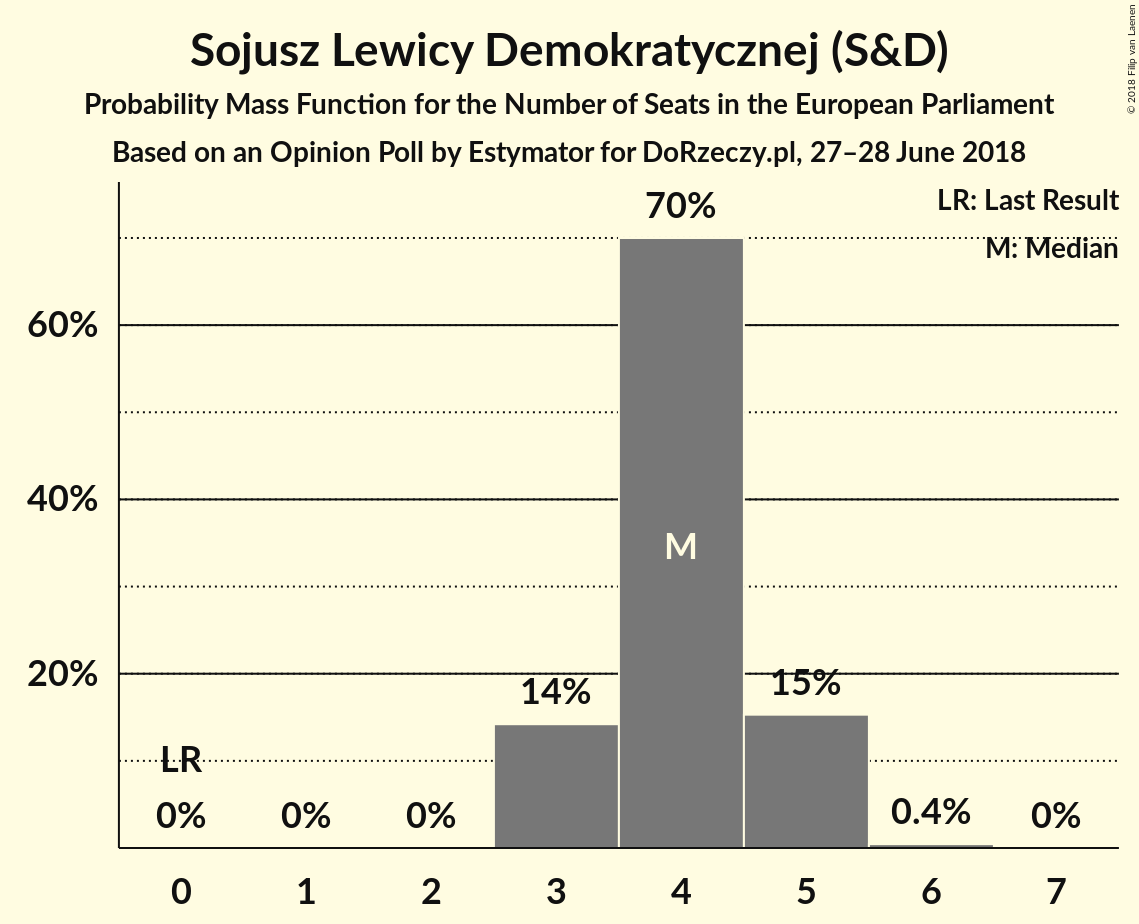 Sojusz Lewicy Demokratycznej (S&D)
Probability Mass Function for the Number of Seats in the European Parliament
Based on an Opinion Poll by Estymator for DoRzeczy.pl, 27–28 June 2018
© 2018 Filip van Laenen
LR: Last Result
M: Median
70%
60%
40%
M
20%
14%
15%
LR
0%
0%
0%
0.4%
0%
0
1
2
3
4
5
6
7